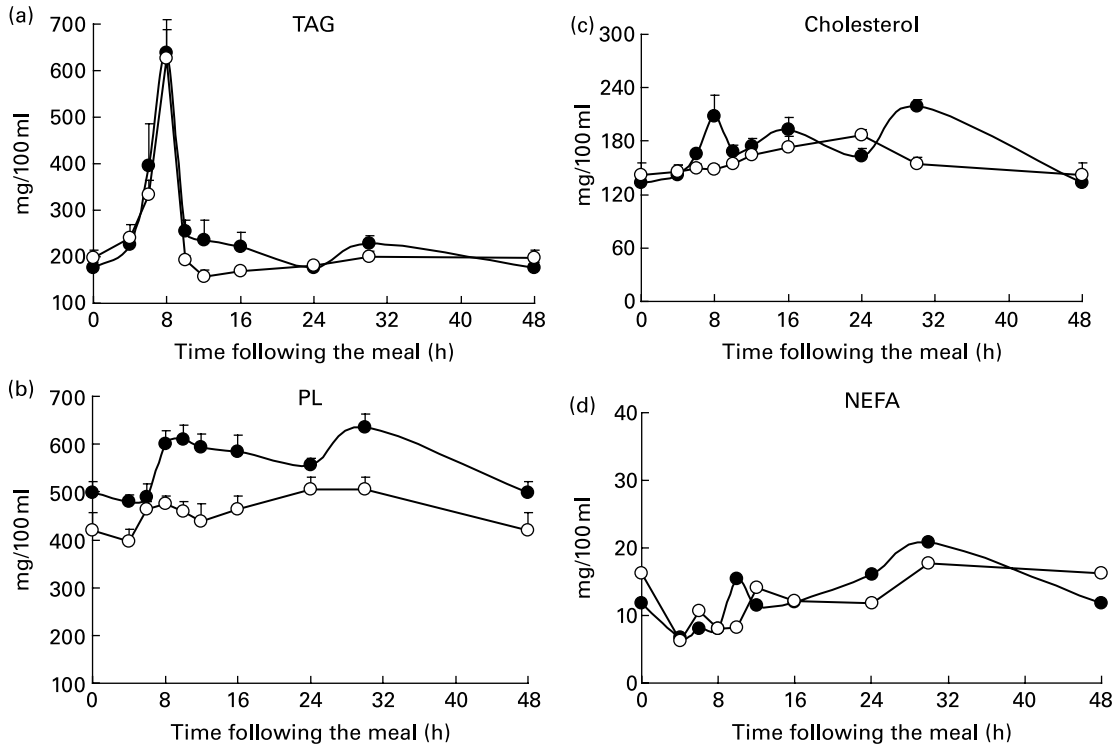 (a)
TAG
700
600
500
400
300
200
100
mg/100 ml
0 8 16 24 32 40 48
Time following the meal (h)
(b)
PL
700
600
500
400
300
200
100
mg/100 ml
0 8 16 24 32 40 48
Time following the meal (h)
(c)
Cholesterol
300
240
180
120
60
0
mg/100 ml
0 8 16 24 32 40 48
Time following the meal (h)
(d)
NEFA
40
30
20
10
0
mg/100 ml
0 8 16 24 32 40 48
Time following the meal (h)